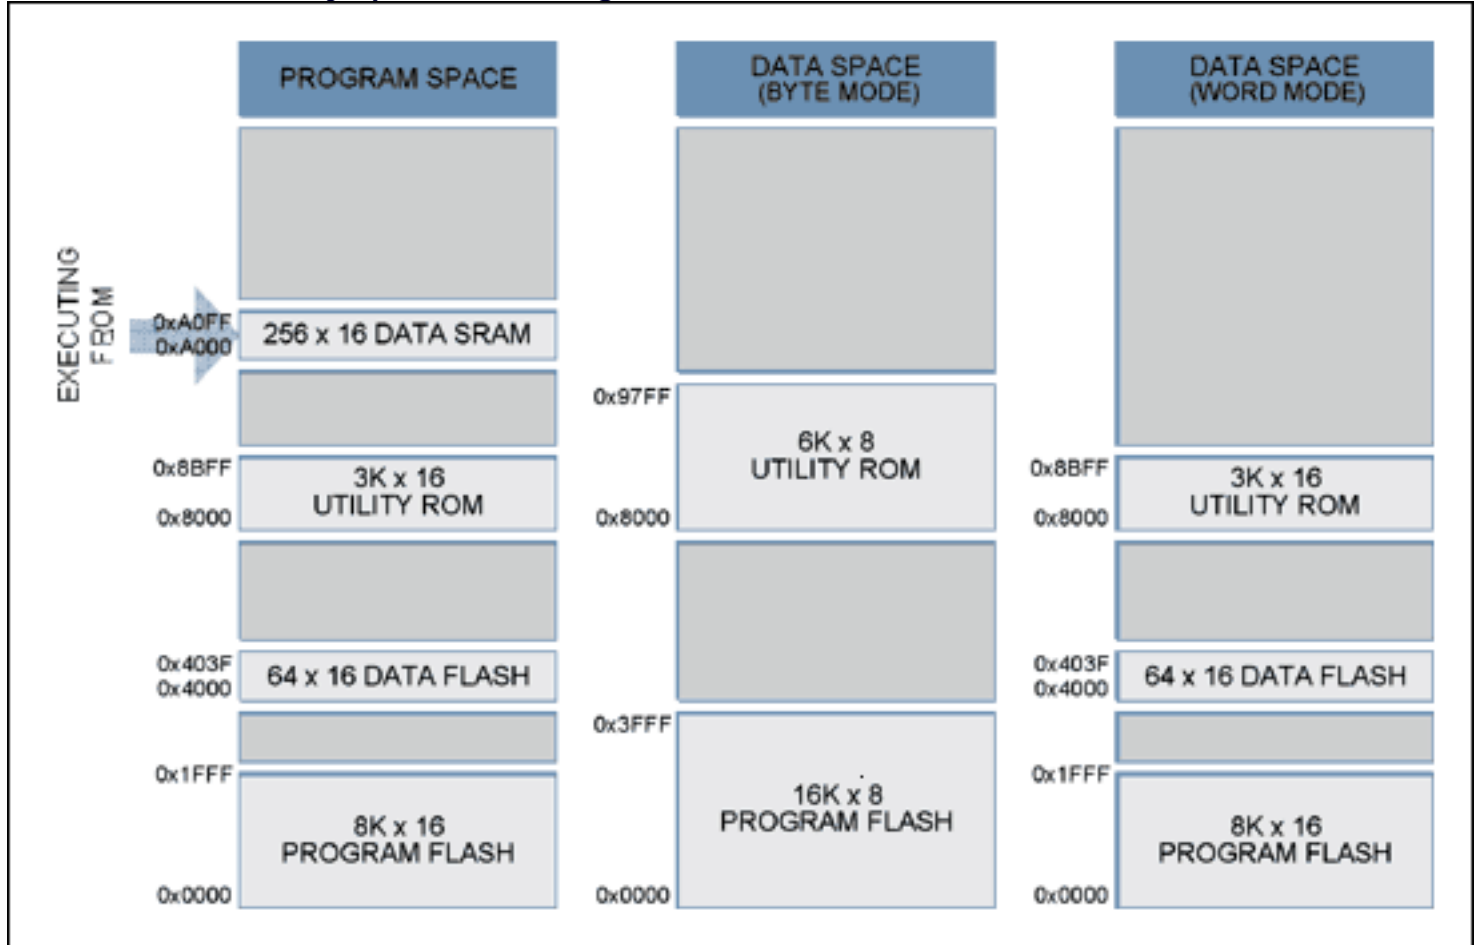 PROGRAM SPACE
EXECUTING
FROM
0xA0FF
0xA000
256 x 16 DATA SRAM
0x8BFF
0x8000
3K x 16
UTILITY ROM
0x403F
0x4000
64 x 16 DATA FLASH
0x1FFF
8K x 16
PROGRAM FLASH
0x0000
DATA SPACE
(BYTE MODE)
0x97FF
6K x 8
UTILITY ROM
0x8000
0x3FFF
16K x 8
PROGRAM FLASH
0x0000
DATA SPACE
(WORD MODE)
0x8BFF
3K x 16
UTILITY ROM
0x8000
0x403F
0x4000
64 x 16 DATA FLASH
0x1FFF
8K x 16
PROGRAM FLASH
0x0000